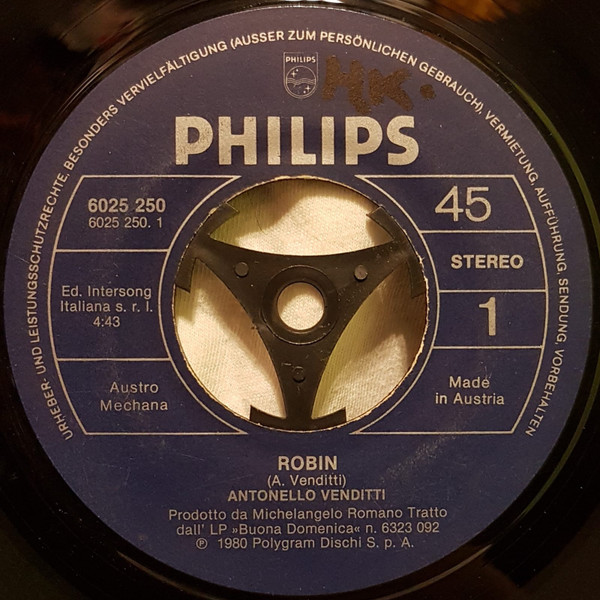 URHEBER- UND LEISTUNGSSCHUTZRECHTE, BESONDERS VERVIELFÄLTIGUNG (AUSSER ZUM PERSÖNLICHEN GEBRAUCH), VERMIETUNG, AUFFÜHRUNG, SENDUNG, VORBEHALTEN
PHILIPS
HK.
PHILIPS
6025 250
6025 250. 1
45
STEREO
Ed. Intersong
Italiana s. r. l.
4:43
1
Austro
Mechana
Made
in Austria
ROBIN
(A. Venditti)
ANTONELLO VENDITTI
Prodotto da Michelangelo Romano Tratto
dall' LP »Buona Domenica« n. 6323 092
℗ 1980 Polygram Dischi S. p. A.